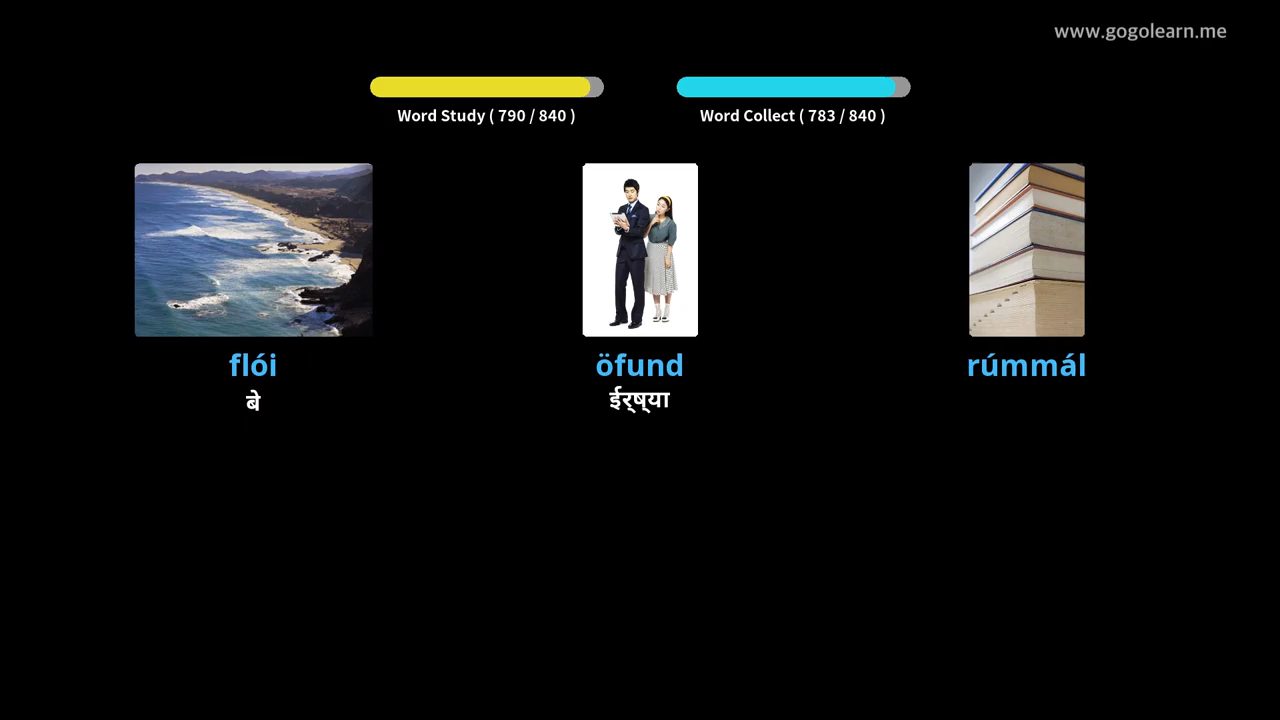 www.gogolearn.me
Word Study ( 790 / 840 )
Word Collect ( 783 / 840 )
flói
बे
öfund
ईर्ष्या
rúmmál